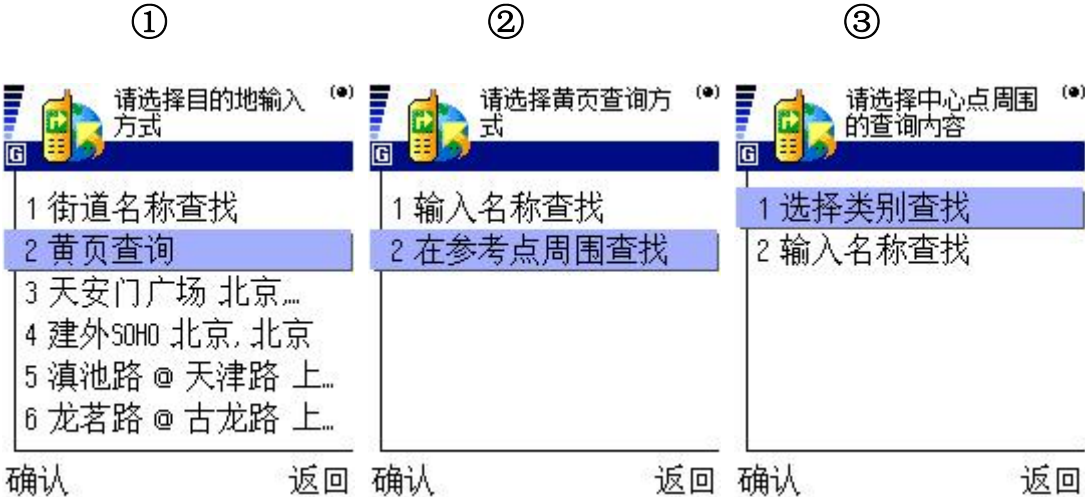 ① ② ③
请选择目的地输入
方式
G
1 街道名称查找
2 黄页查询
3 天安门广场 北京,…
4 建外SOHO 北京, 北京
5 滇池路 @ 天津路 上…
6 龙茗路 @ 古龙路 上…
确认 返回
请选择黄页查询方
式
G
1 输入名称查找
2 在参考点周围查找
确认 返回
请选择中心点周围
的查询内容
G
1 选择类别查找
2 输入名称查找
确认 返回